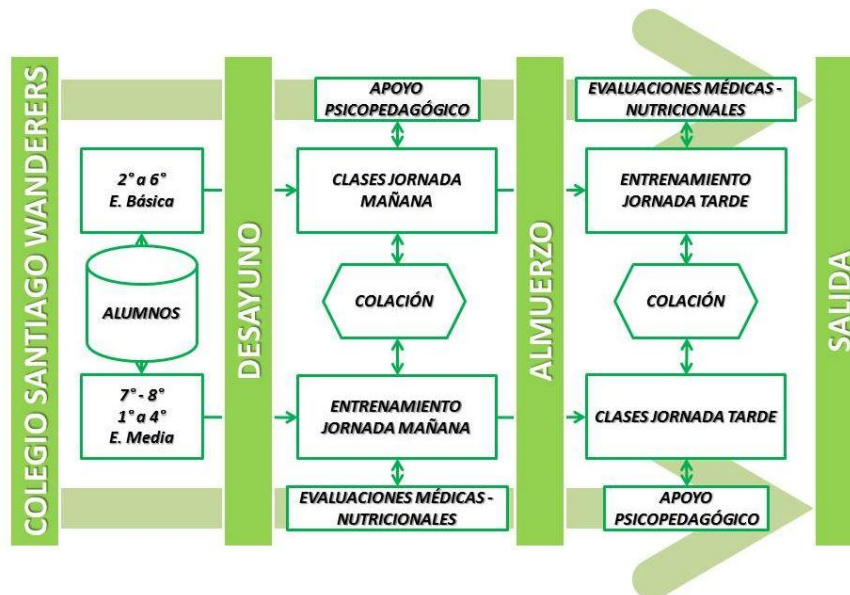 COLEGIO SANTIAGO WANDERERS
2° a 6°
E. Básica
ALUMNOS
7° - 8°
1° a 4°
E. Media
DESAYUNO
APOYO
PSICOPEDAGÓGICO
CLASES JORNADA
MAÑANA
COLACIÓN
ENTRENAMIENTO
JORNADA MAÑANA
EVALUACIONES MÉDICAS -
NUTRICIONALES
ALMUERZO
EVALUACIONES MÉDICAS -
NUTRICIONALES
ENTRENAMIENTO
JORNADA TARDE
COLACIÓN
CLASES JORNADA TARDE
APOYO
PSICOPEDAGÓGICO
SALIDA